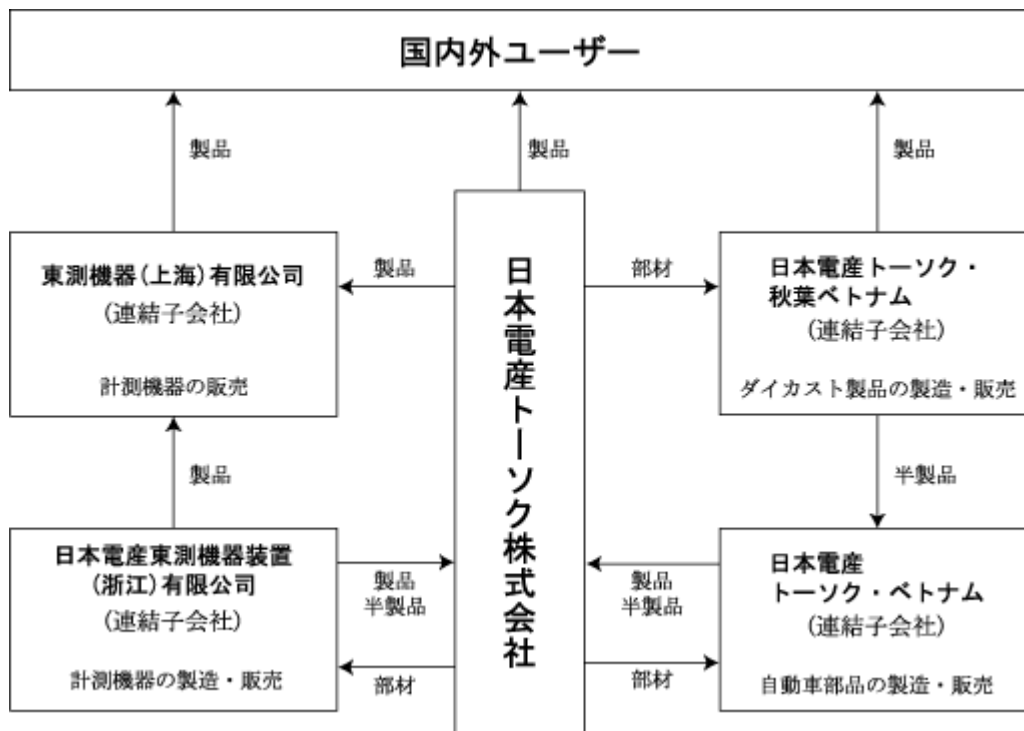 国内外ユーザー
製品
製品
製品
東測機器(上海)有限公司
(連結子会社)
計測機器の販売
製品
日本電産トーソク株式会社
部材
日本電産トーソク・
秋葉ベトナム
(連結子会社)
ダイカスト製品の製造・販売
製品
半製品
日本電産東測機器装置
(浙江)有限公司
(連結子会社)
計測機器の製造・販売
製品
半製品
部材
製品
半製品
部材
日本電産
トーソク・ベトナム
(連結子会社)
自動車部品の製造・販売